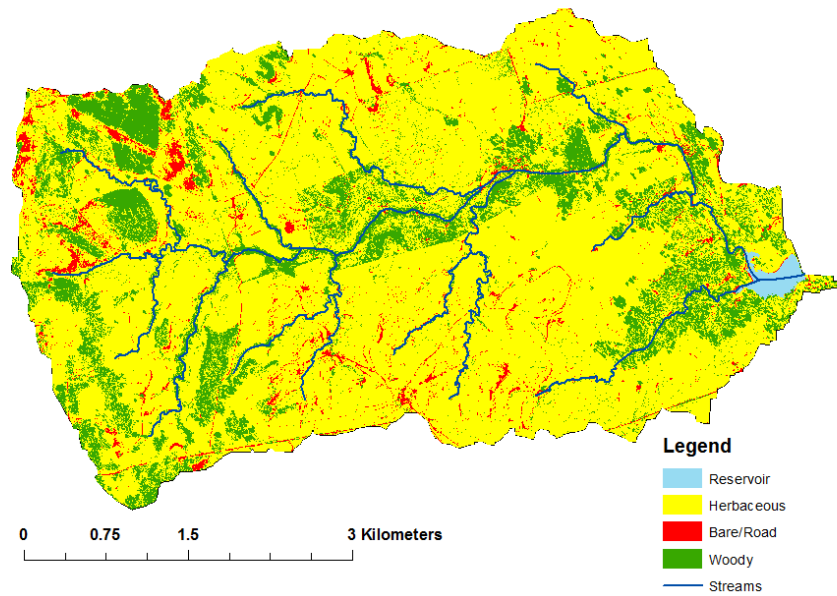 Legend
Reservoir
Herbaceous
Bare/Road
Woody
Streams
0 0.75 1.5 3 Kilometers